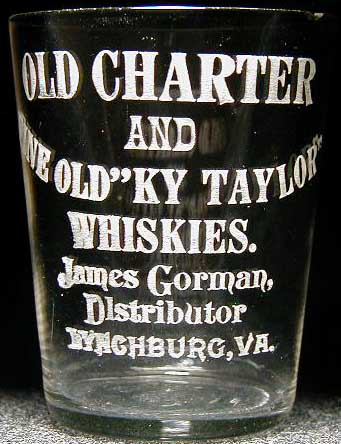 OLD CHARTER
AND
OLD" KY TAYLOR"
WHISKIES.
James Gorman,
Distributor
LYNCHBURG, VA.